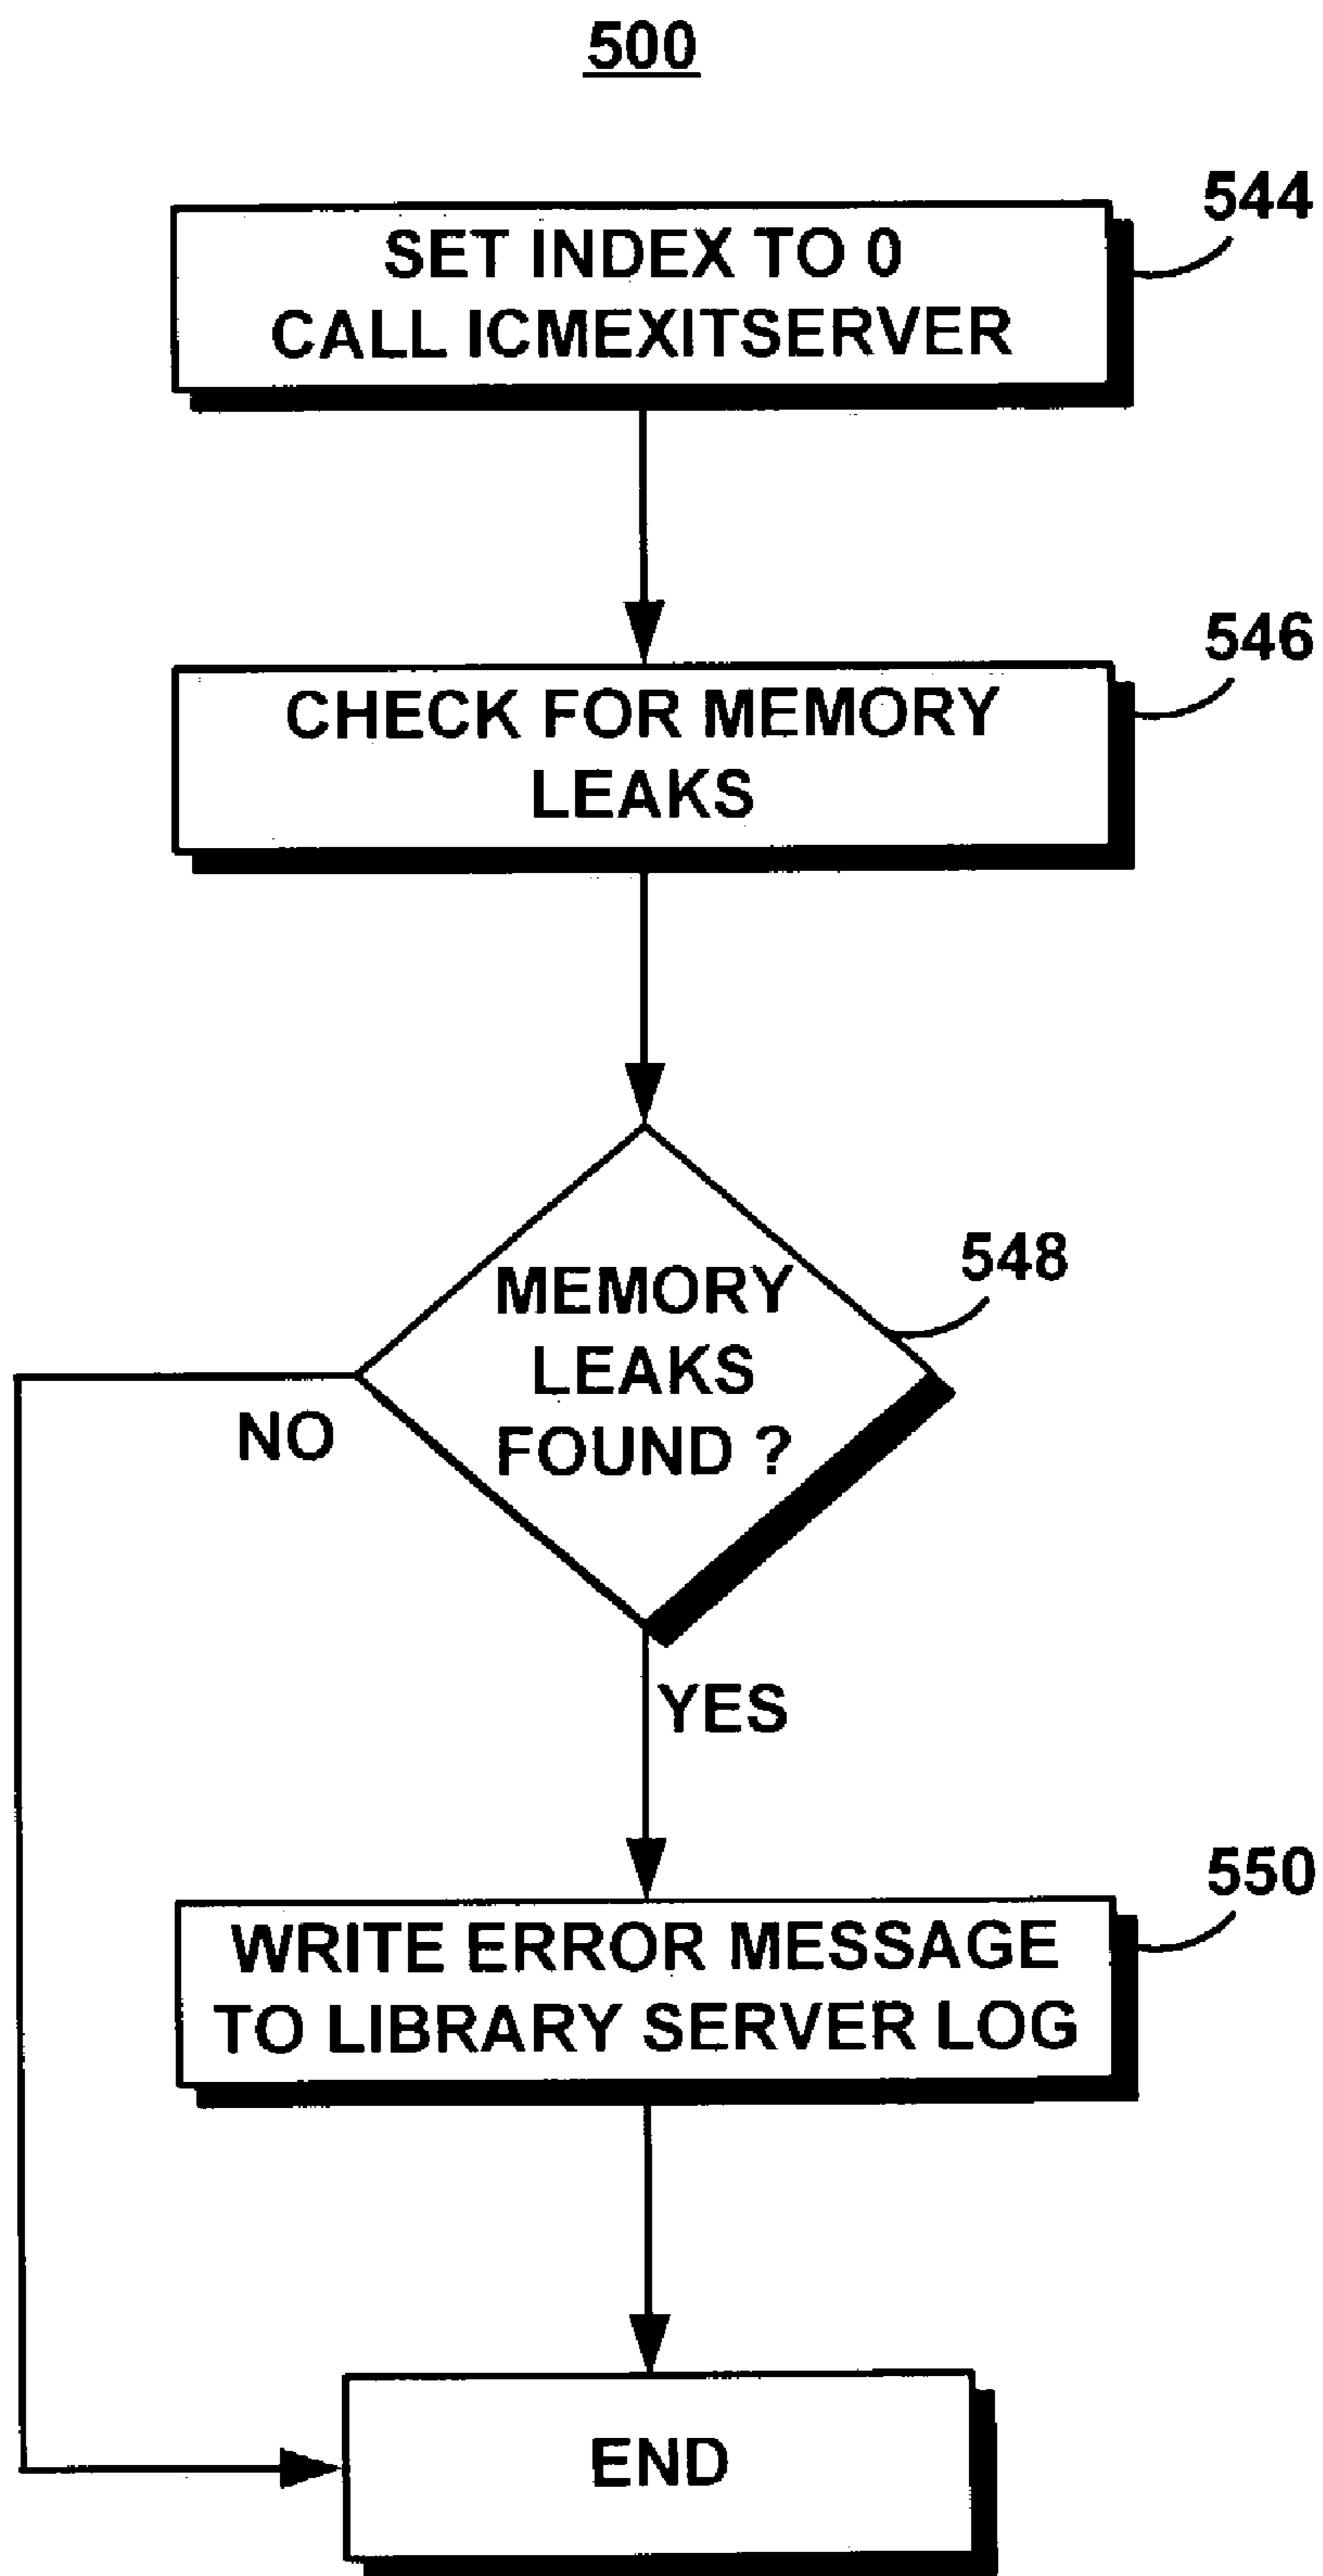 500
544
SET INDEX TO 0
CALL ICMEXITSERVER
546
CHECK FOR MEMORY
LEAKS
548
MEMORY
LEAKS
FOUND ?
NO
YES
550
WRITE ERROR MESSAGE
TO LIBRARY SERVER LOG
END